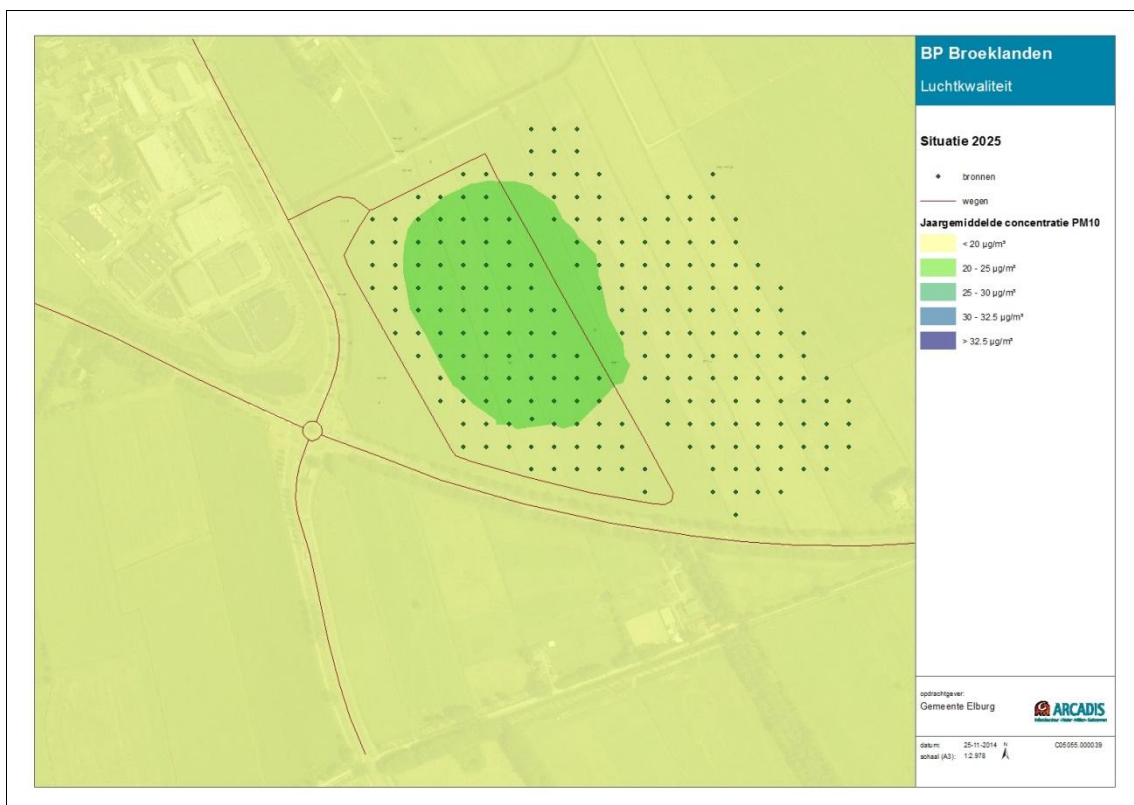 BP Broeklanden
Luchtkwaliteit
Situatie 2025
bronnen
wegen
Jaargemiddelde concentratie PM10
< 20 µg/m³
20 - 25 µg/m³
25 - 30 µg/m³
30 - 32.5 µg/m³
> 32.5 µg/m³
opdrachtgever:
Gemeente Elburg
ARCADIS
datum: 25-11-2014 N C05055.000039
schaal (A3): 1:2.978